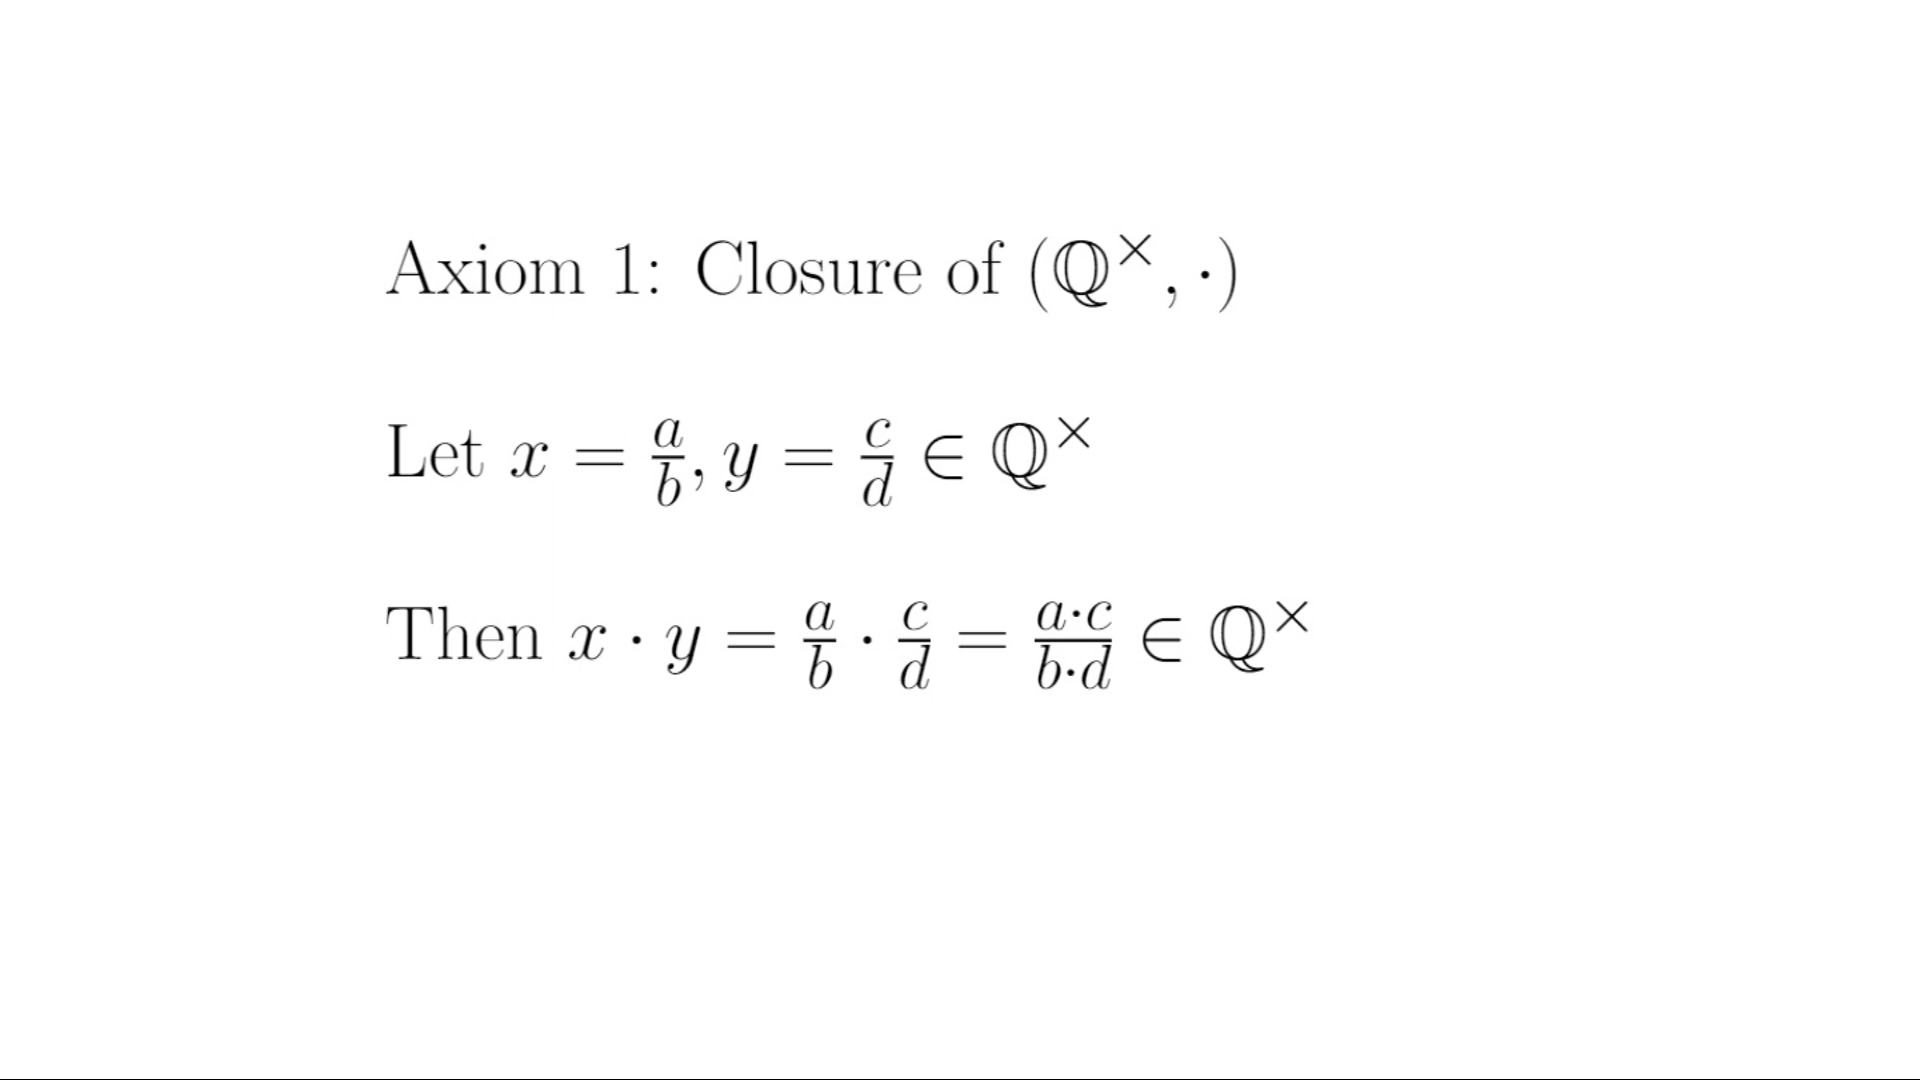 Axiom 1: Closure of (ℚ^×, ·)
Let x = a/b, y = c/d ∈ ℚ^×
Then x · y = a/b · c/d = a·c/b·d ∈ ℚ^×